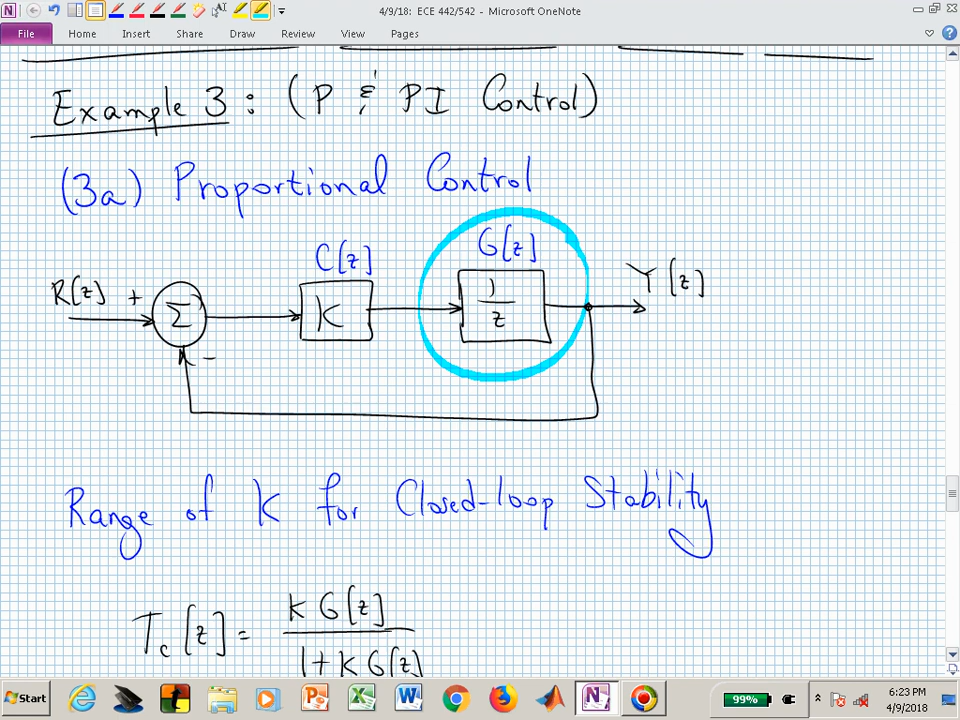 4/9/18: ECE 442/542 - Microsoft OneNote
File Home Insert Share Draw Review View Pages
Example 3: (P & PI Control)
(3a) Proportional Control
C[z]
G[z]
R[z] + Σ K 1/z Y[z]
-
Range of K for Closed-loop Stability
T_c[z] = K G[z] / 1 + K G[z]
Start
99%
6:23 PM
4/9/2018